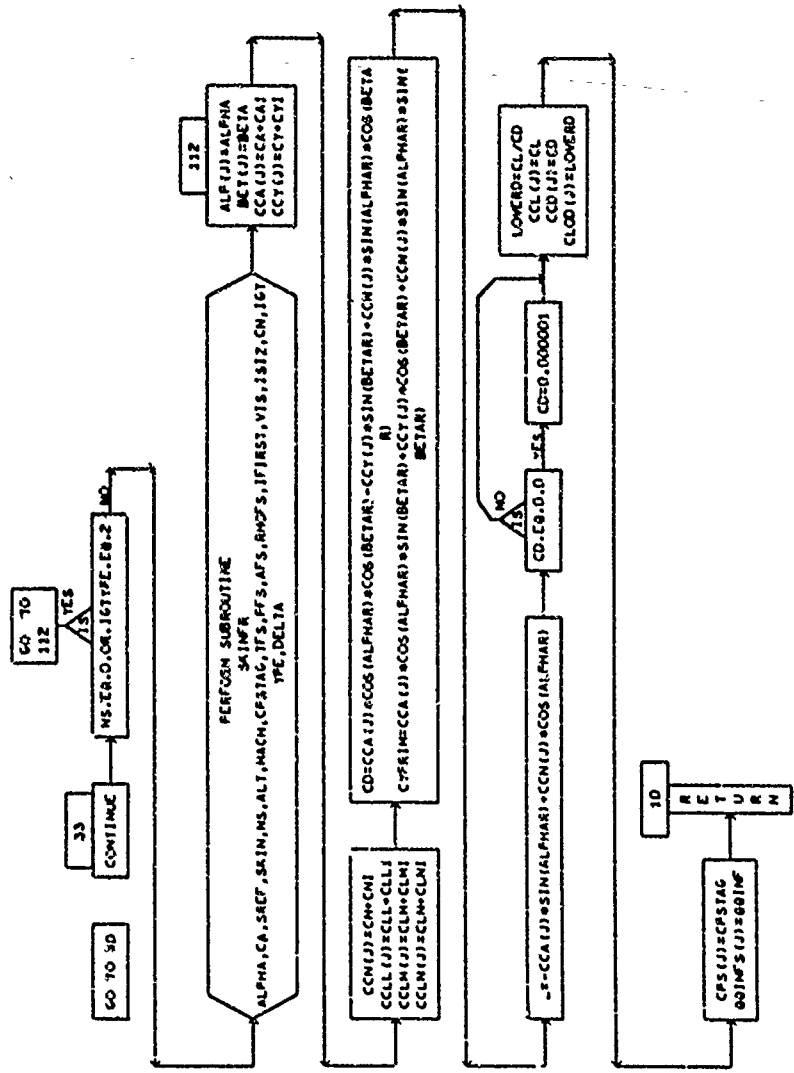 GO TO 90
33
CONTINUE
GO TO
112
YES
IS
NS.EQ.0.OR.IGTYPE.EQ.2
NO
PERFORM SUBROUTINE
SKINFR
ALPHA,CA,SREF,SKIN,NS,ALT,MACH,CPSTAG,TFS,PFS,AFS,RHOFS,IFIRST,VIS,ISIZ,CN,IGT
YPE,DELTA
112
ALF(J)=ALPHA
BET(J)=BETA
CCA(J)=CA+CAI
CCY(J)=CY+CYI
CCN(J)=CN+CNI
CCLL(J)=CLL+CLLI
CCLM(J)=CLM+CLMI
CCLN(J)=CLN+CLNI
CD=CCA(J)*COS(ALPHAR)*COS(BETAR)-CCY(J)*SIN(BETAR)+CCN(J)*SIN(ALPHAR)*COS(BETA
R)
CYPRIM=CCA(J)*COS(ALPHAR)*SIN(BETAR)+CCY(J)*COS(BETAR)+CCN(J)*SIN(ALPHAR)*SIN(
BETAR)
=-CCA(J)*SIN(ALPHAR)+CCN(J)*COS(ALPHAR)
NO
IS
CD.EQ.0.0
YES
CD=0.000001
LOVERD=CL/CD
CCL(J)=CL
CCD(J)=CD
CLOD(J)=LOVERD
CPS(J)=CPSTAG
QQINFS(J)=QQINF
10
RETURN